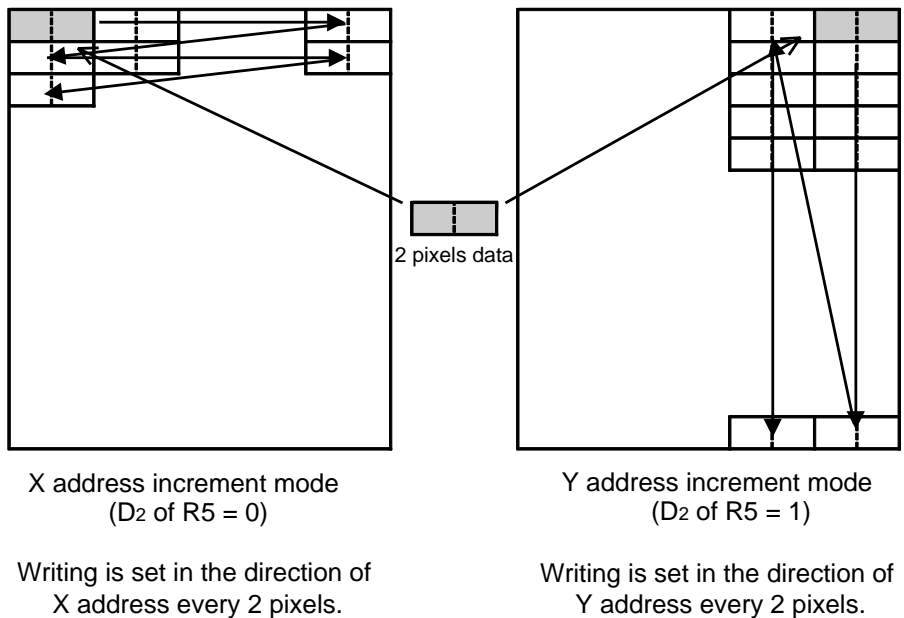 2 pixels data
X address increment mode
(D2 of R5 = 0)
Writing is set in the direction of
X address every 2 pixels.
Y address increment mode
(D2 of R5 = 1)
Writing is set in the direction of
Y address every 2 pixels.